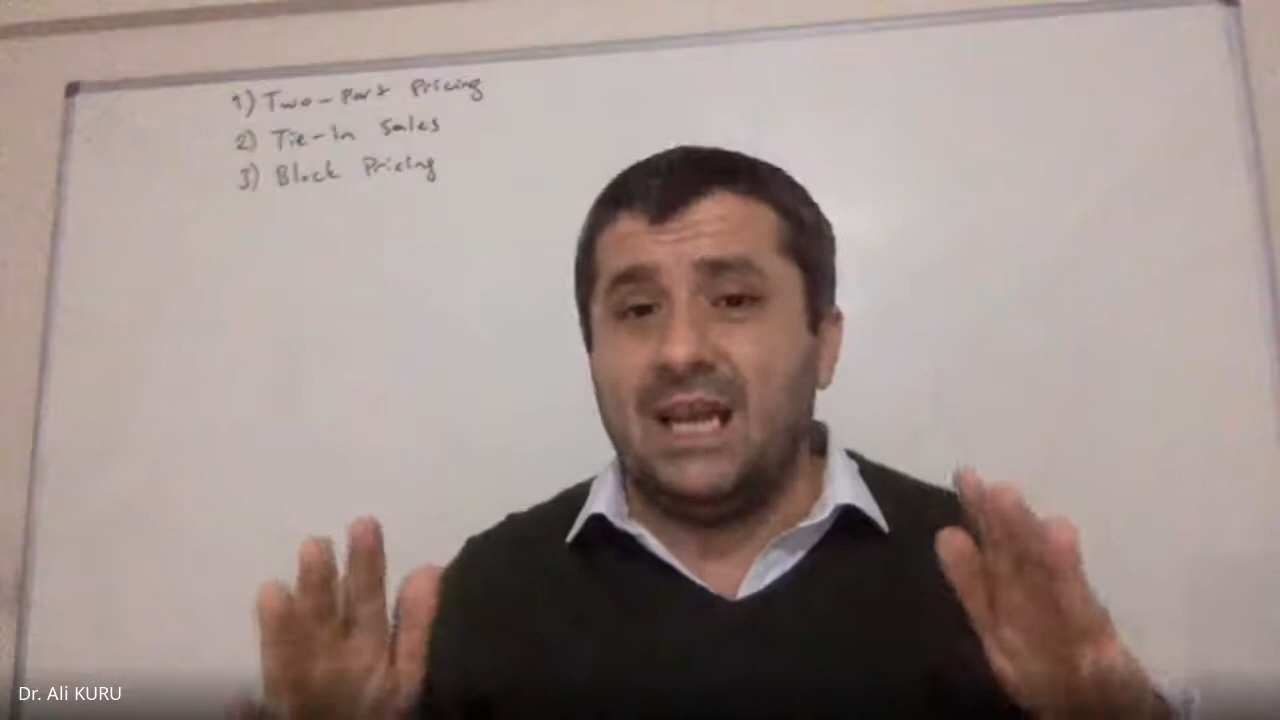 1) Two-Part Pricing
2) Tie-In Sales
3) Block Pricing
Dr. Ali KURU